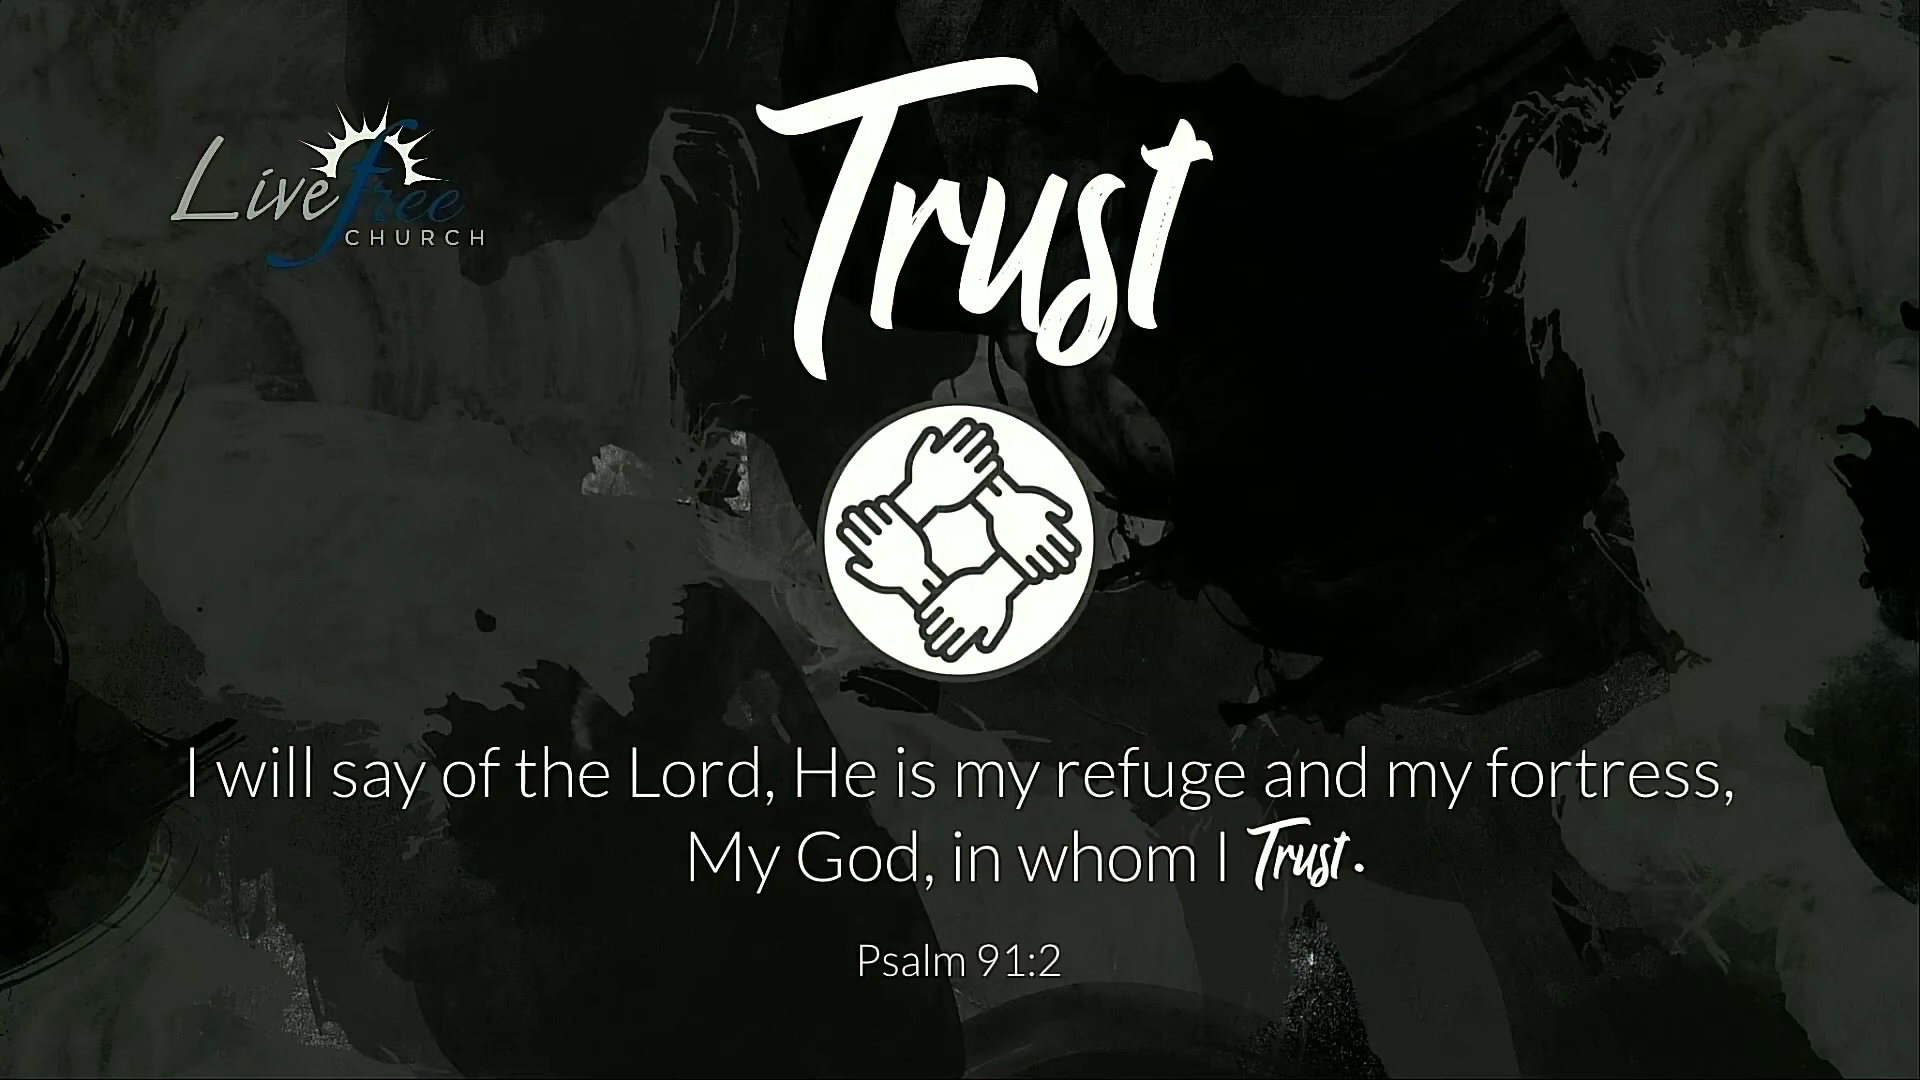 Live free
CHURCH
Trust
I will say of the Lord, He is my refuge and my fortress,
My God, in whom I Trust.
Psalm 91:2